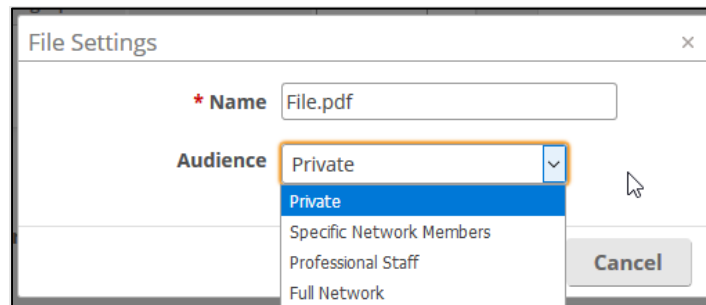 File Settings
×
* Name File.pdf
Audience Private
Private
Specific Network Members
Professional Staff
Cancel
Full Network